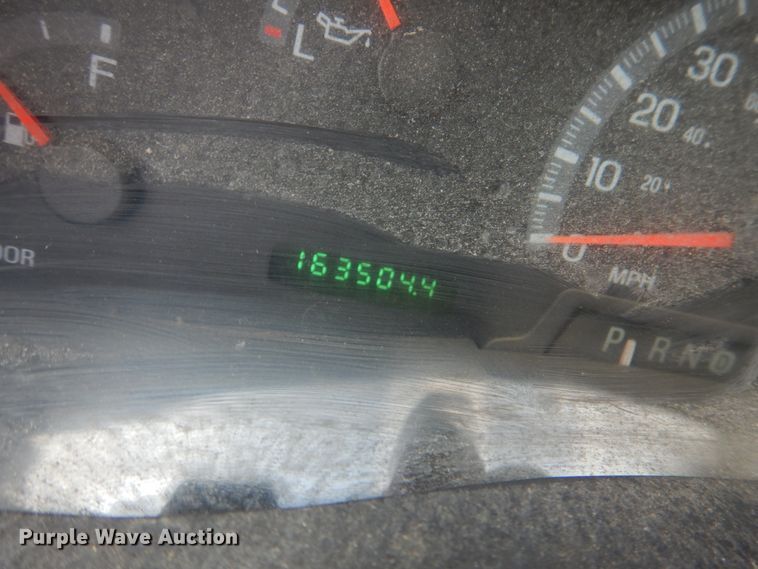 F
L
30
20
40
10
20
0
MPH
OOR
163504.4
P R N D
Purple Wave Auction